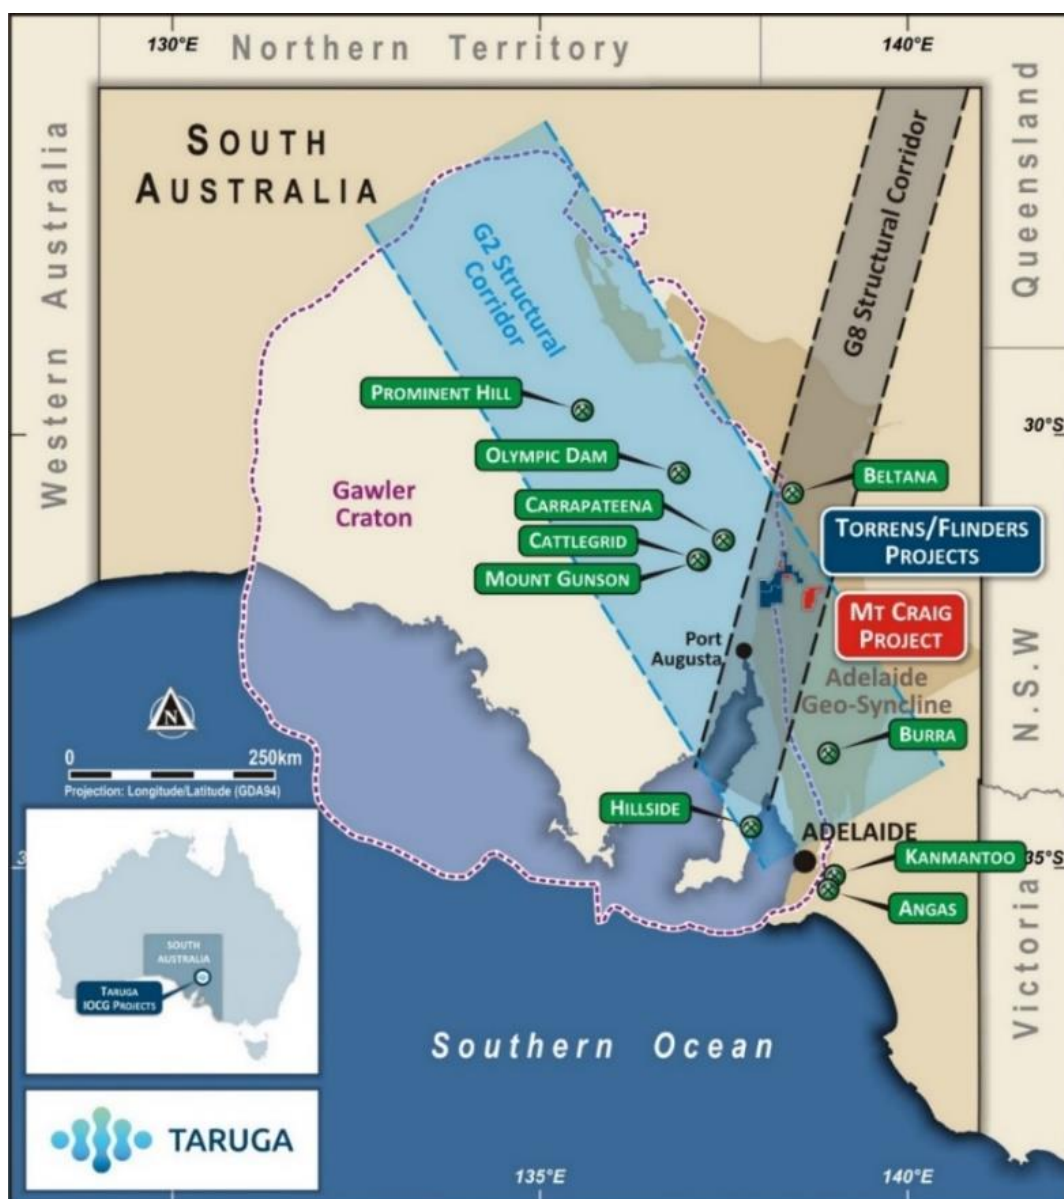 130°E
140°E
Northern Territory
SOUTH
AUSTRALIA
Western Australia
Queensland
G2 Structural
Corridor
G8 Structural Corridor
PROMINENT HILL
30°S
OLYMPIC DAM
BELTANA
Gawler
Craton
CARRAPATEENA
CATTLEGRID
MOUNT GUNSON
TORRENS/FLINDERS
PROJECTS
MT CRAIG
PROJECT
Port
Augusta
Adelaide
Geo-Syncline
N.S.W
N
BURRA
0
250km
Projection: Longitude/Latitude (GDA94)
HILLSIDE
ADELAIDE
KANMANTOO
35°S
ANGAS
Victoria
SOUTH
AUSTRALIA
TARUGA
IOCG PROJECTS
Southern Ocean
TARUGA
135°E
140°E